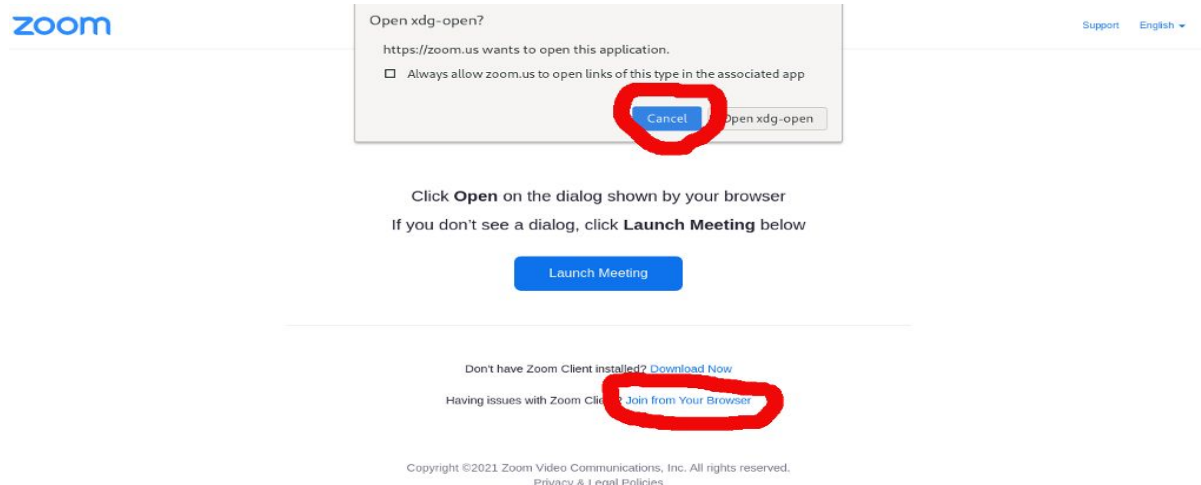 zoom
Support English
Open xdg-open?
https://zoom.us wants to open this application.
Always allow zoom.us to open links of this type in the associated app
Cancel Open xdg-open
Click Open on the dialog shown by your browser
If you don't see a dialog, click Launch Meeting below
Launch Meeting
Don't have Zoom Client installed? Download Now
Having issues with Zoom Client? Join from Your Browser
Copyright ©2021 Zoom Video Communications, Inc. All rights reserved.
Privacy & Legal Policies